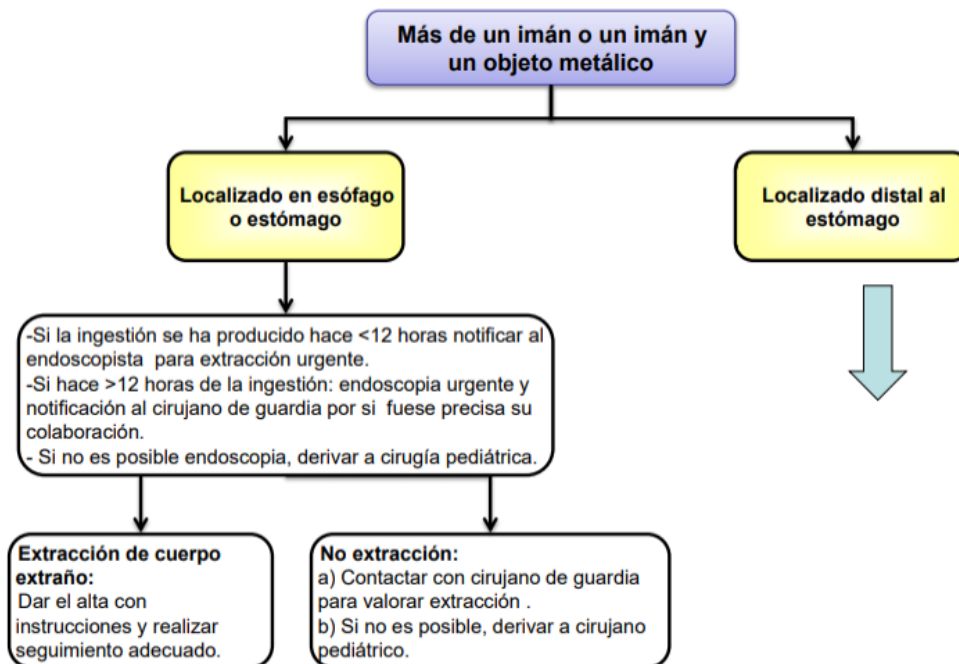 Más de un imán o un imán y
un objeto metálico
Localizado en esófago
o estómago
Localizado distal al
estómago
-Si la ingestión se ha producido hace <12 horas notificar al
endoscopista para extracción urgente.
-Si hace >12 horas de la ingestión: endoscopia urgente y
notificación al cirujano de guardia por si fuese precisa su
colaboración.
- Si no es posible endoscopia, derivar a cirugía pediátrica.
Extracción de cuerpo
extraño:
Dar el alta con
instrucciones y realizar
seguimiento adecuado.
No extracción:
a) Contactar con cirujano de guardia
para valorar extracción .
b) Si no es posible, derivar a cirujano
pediátrico.